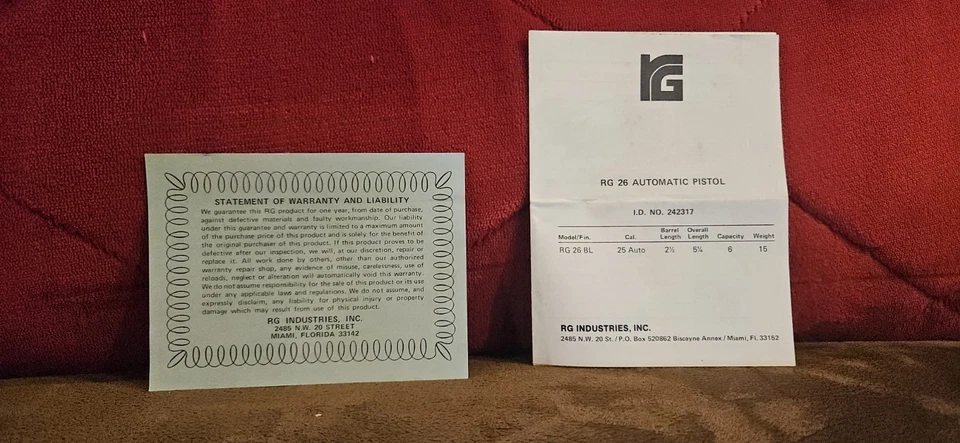 STATEMENT OF WARRANTY AND LIABILITY
We guarantee this RG product for one year, from date of purchase,
against defective materials and faulty workmanship. Our liability
under this guarantee and warranty is limited to a maximum amount
of the purchase price of this product and is solely for the benefit of
the original purchaser of this product. If this product proves to be
defective after our inspection, we will, at our discretion, repair or
replace it. All work done by others, other than our authorized
warranty repair shop, any evidence of misuse, carelessness, use of
reloads, neglect or alteration will automatically void this warranty.
We do not assume responsibility for the sale of this product or its use
under any applicable laws and regulations. We do not assume, and
expressly disclaim, any liability for physical injury or property
damage which may result from use of this product.
RG INDUSTRIES, INC.
2485 N.W. 20 STREET
MIAMI, FLORIDA 33142
rG
RG 26 AUTOMATIC PISTOL
I.D. NO. 242317
Model/Fin. Cal. Barrel Length Overall Length Capacity Weight
RG 26 BL 25 Auto 2½ 5¼ 6 15
RG INDUSTRIES, INC.
2485 N.W. 20 St. / P.O. Box 520862 Biscayne Annex / Miami, Fl. 33152